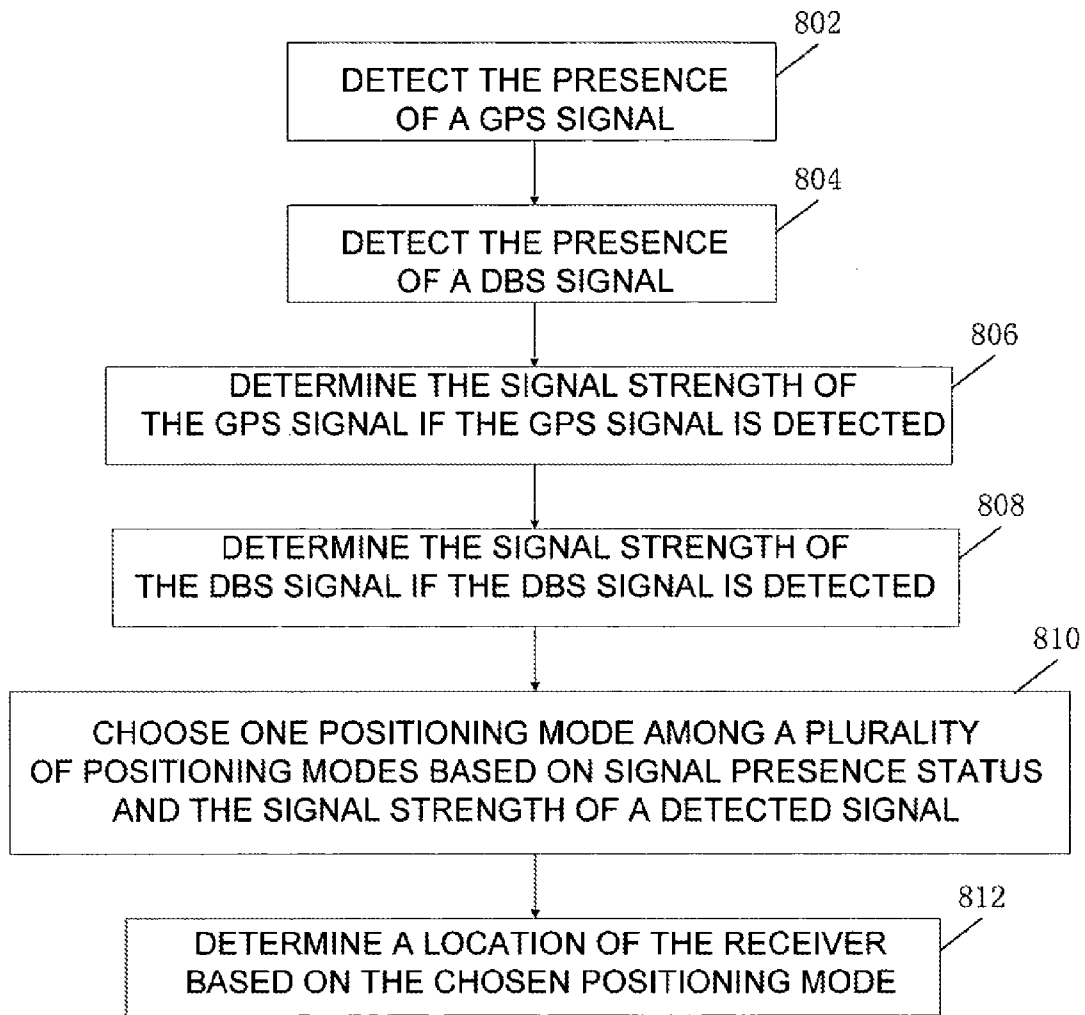 802
DETECT THE PRESENCE
OF A GPS SIGNAL
804
DETECT THE PRESENCE
OF A DBS SIGNAL
806
DETERMINE THE SIGNAL STRENGTH OF
THE GPS SIGNAL IF THE GPS SIGNAL IS DETECTED
808
DETERMINE THE SIGNAL STRENGTH OF
THE DBS SIGNAL IF THE DBS SIGNAL IS DETECTED
810
CHOOSE ONE POSITIONING MODE AMONG A PLURALITY
OF POSITIONING MODES BASED ON SIGNAL PRESENCE STATUS
AND THE SIGNAL STRENGTH OF A DETECTED SIGNAL
812
DETERMINE A LOCATION OF THE RECEIVER
BASED ON THE CHOSEN POSITIONING MODE